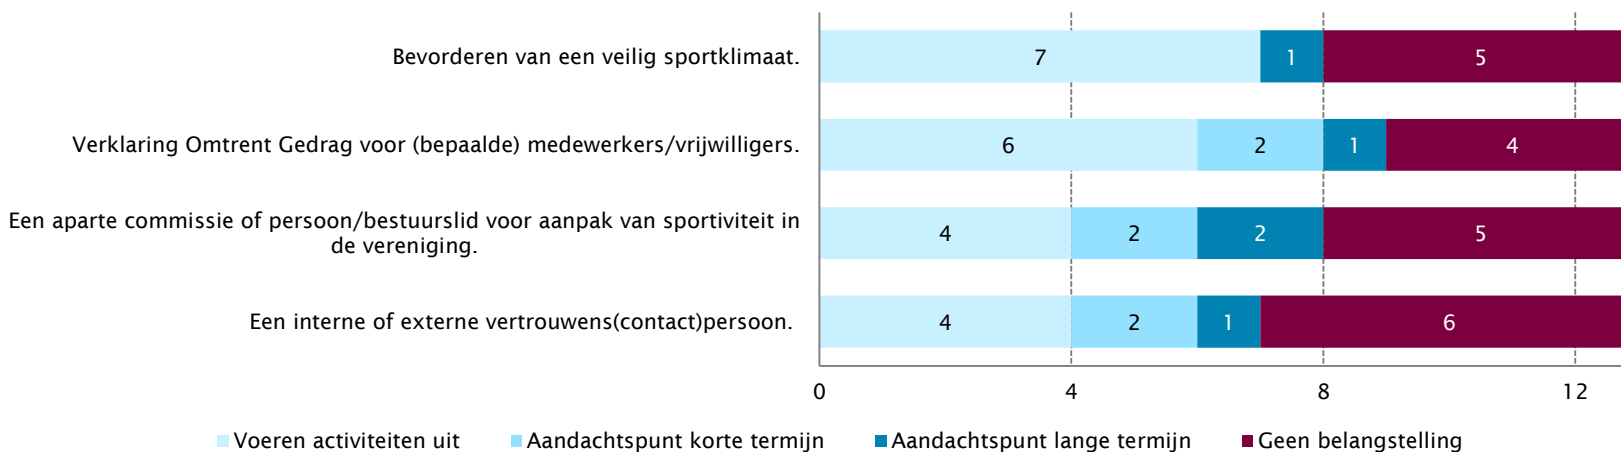 Bevorderen van een veilig sportklimaat.
7 1 5
Verklaring Omtrent Gedrag voor (bepaalde) medewerkers/vrijwilligers.
6 2 1 4
Een aparte commissie of persoon/bestuurslid voor aanpak van sportiviteit in
de vereniging.
4 2 2 5
Een interne of externe vertrouwens(contact)persoon.
4 2 1 6
0 4 8 12
Voeren activiteiten uit Aandachtspunt korte termijn Aandachtspunt lange termijn Geen belangstelling